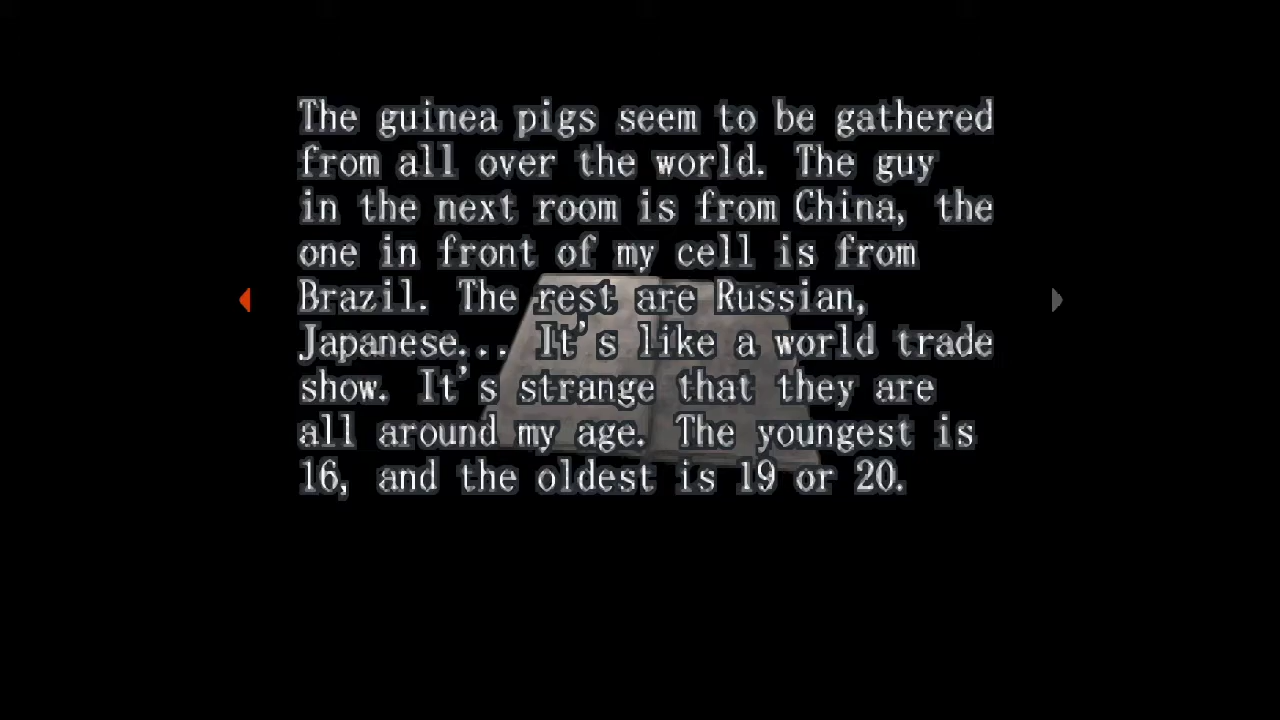 The guinea pigs seem to be gathered
from all over the world. The guy
in the next room is from China, the
one in front of my cell is from
Brazil. The rest are Russian,
Japanese... It's like a world trade
show. It's strange that they are
all around my age. The youngest is
16, and the oldest is 19 or 20.